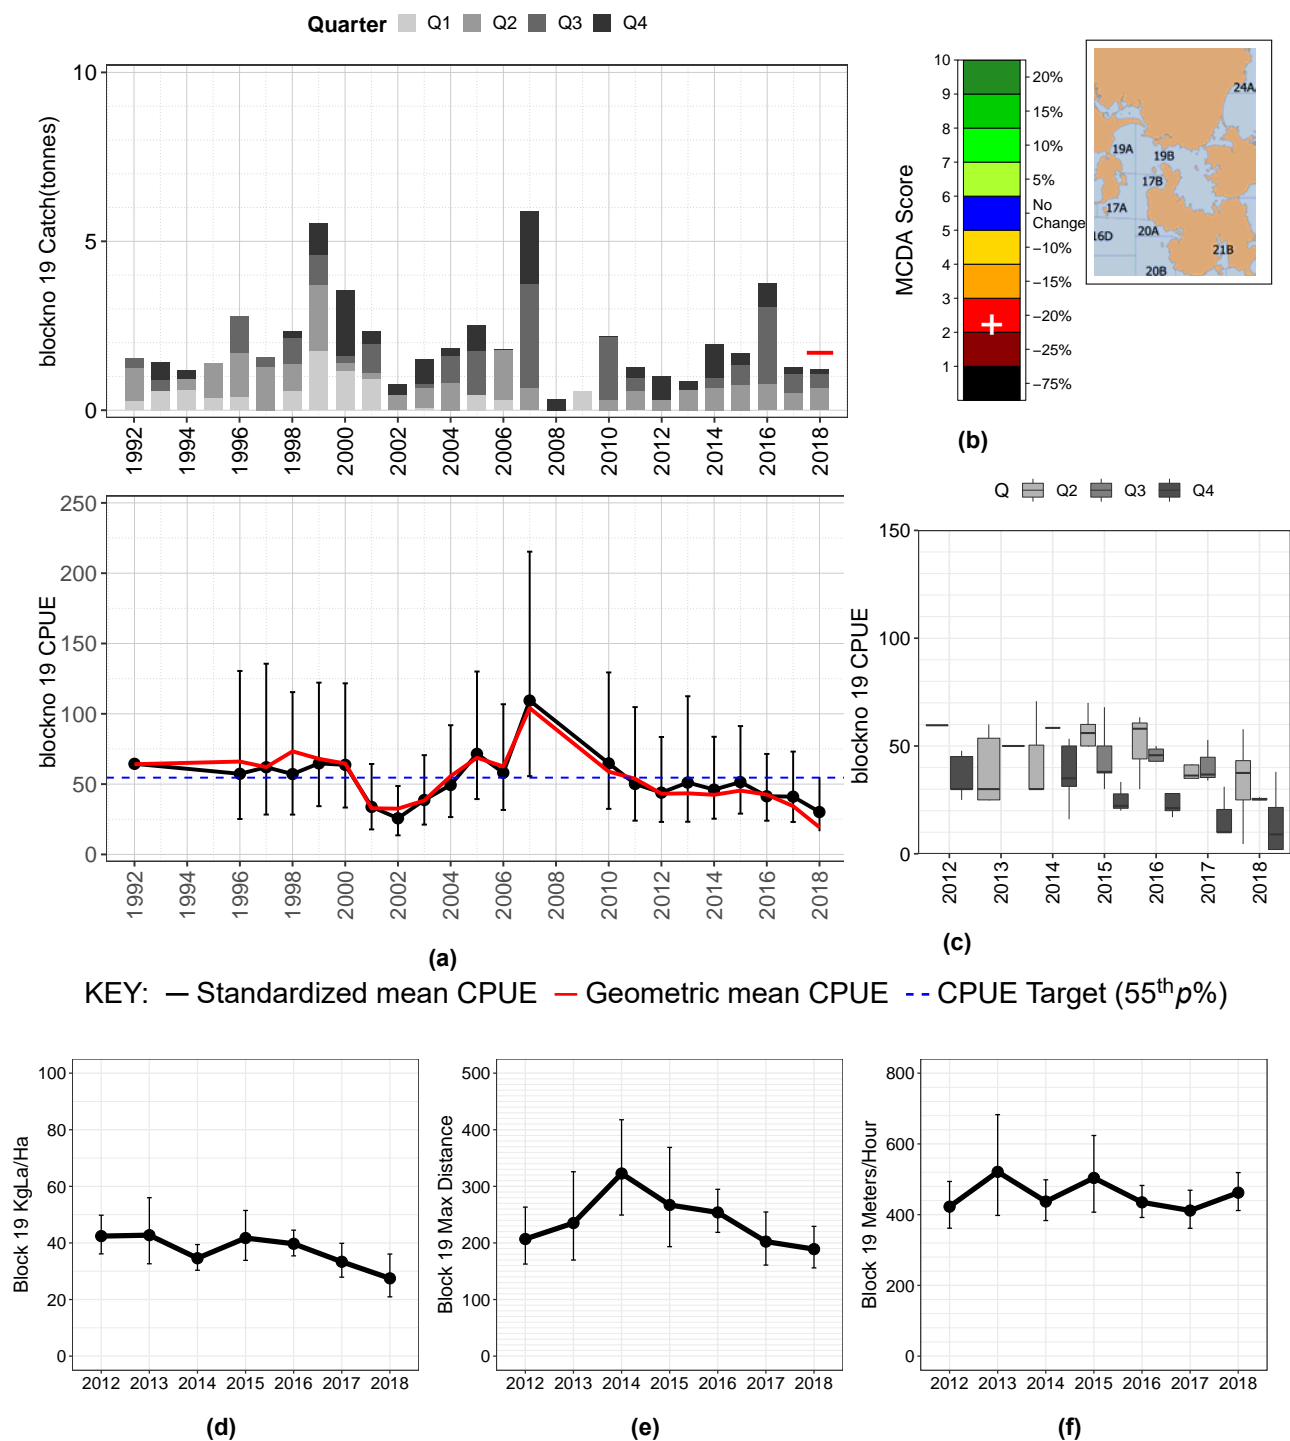 Quarter Q1 Q2 Q3 Q4
blockno 19 Catch(tonnes)
10
5
0
1992 1994 1996 1998 2000 2002 2004 2006 2008 2010 2012 2014 2016 2018
MCDA Score
10
9
8
7
6
5
4
3
2
1
20%
15%
10%
5%
No
Change
−10%
−15%
−20%
−25%
−75%
24A
19A
19B
17B
17A
16D
20A
21B
20B
(b)
blockno 19 CPUE
250
200
150
100
50
0
1992 1994 1996 1998 2000 2002 2004 2006 2008 2010 2012 2014 2016 2018
(a)
Q Q2 Q3 Q4
blockno 19 CPUE
150
100
50
0
2012 2013 2014 2015 2016 2017 2018
(c)
KEY: Standardized mean CPUE Geometric mean CPUE CPUE Target (55th p%)
Block 19 KgLa/Ha
100
80
60
40
20
0
2012 2013 2014 2015 2016 2017 2018
(d)
Block 19 Max Distance
500
400
300
200
100
0
2012 2013 2014 2015 2016 2017 2018
(e)
Block 19 Meters/Hour
800
600
400
200
0
2012 2013 2014 2015 2016 2017 2018
(f)